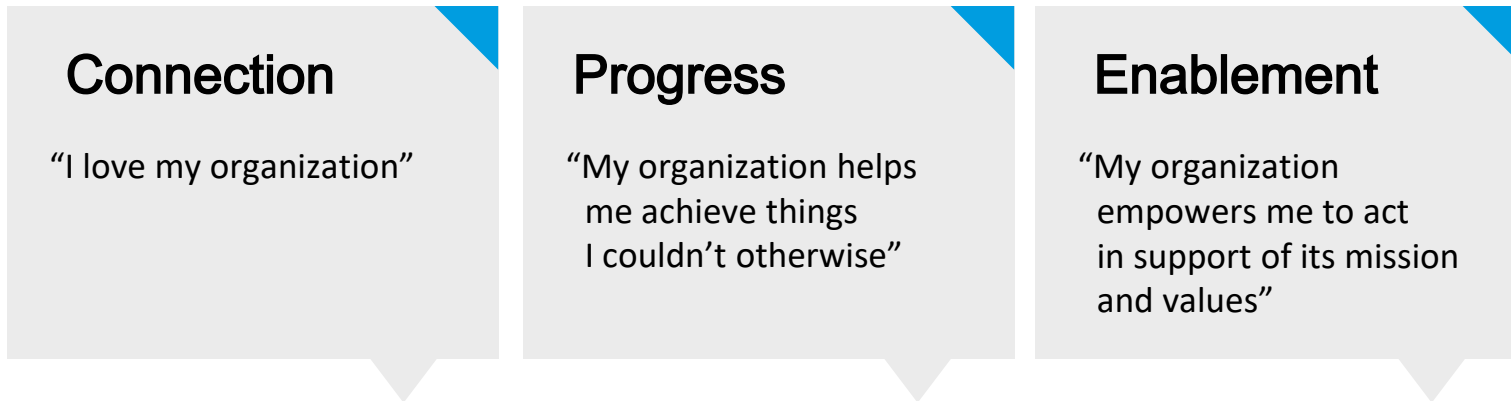 Connection
“I love my organization”
Progress
“My organization helps
me achieve things
I couldn’t otherwise”
Enablement
“My organization
empowers me to act
in support of its mission
and values”